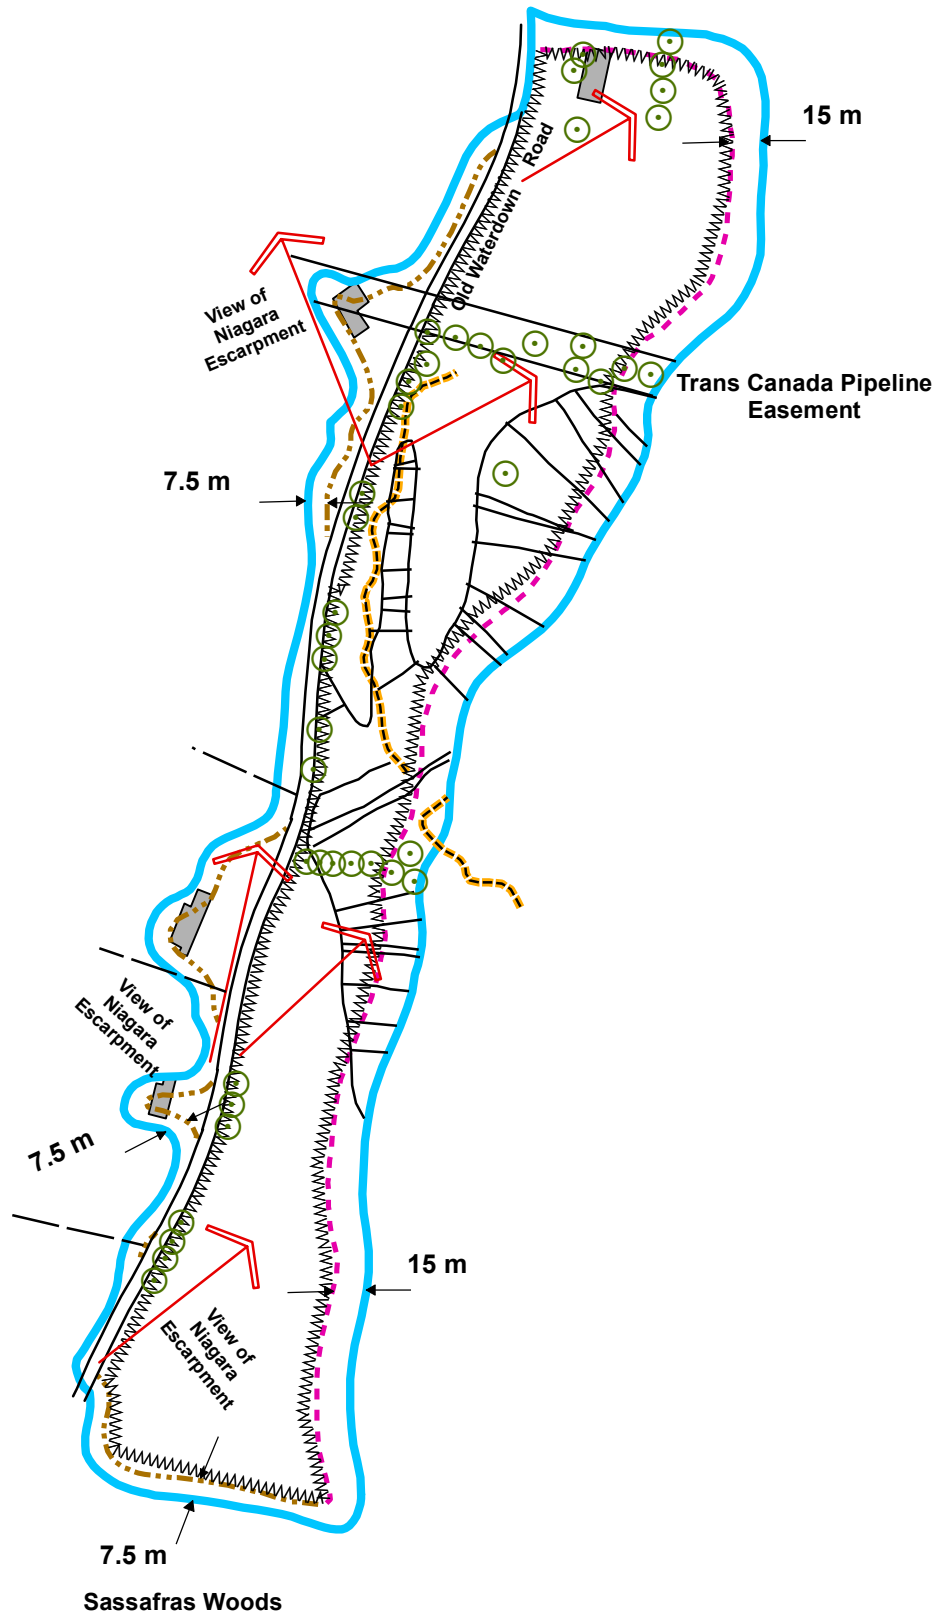 15 m
Old Waterdown Road
View of
Niagara
Escarpment
Trans Canada Pipeline
Easement
7.5 m
View of
Niagara
Escarpment
7.5 m
15 m
View of
Niagara
Escarpment
7.5 m
Sassafras Woods